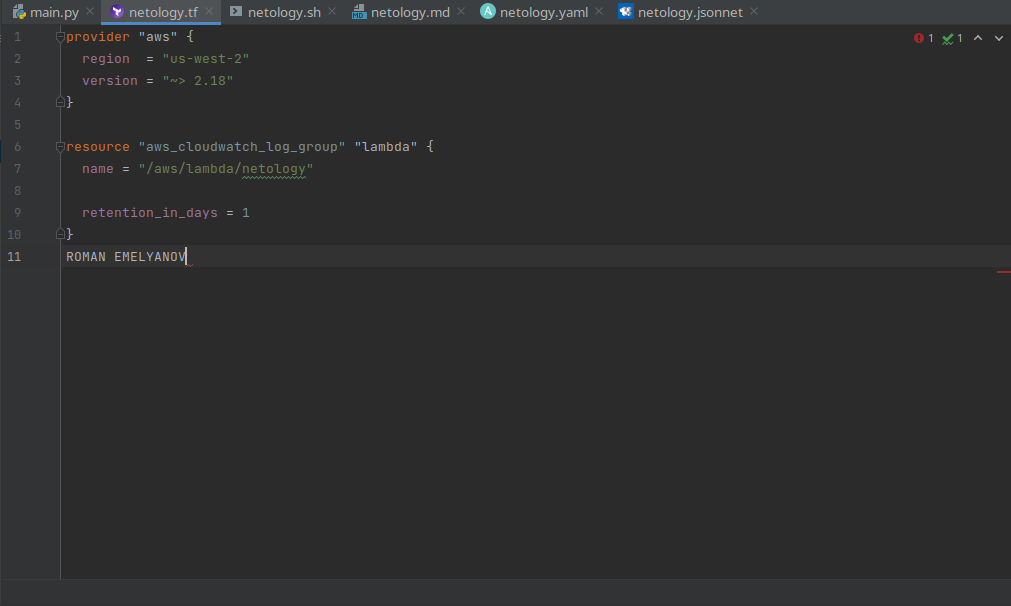 main.py netology.tf netology.sh netology.md netology.yaml netology.jsonnet
1 provider "aws" { 1 1
2   region  = "us-west-2"
3   version = "~> 2.18"
4 }
5
6 resource "aws_cloudwatch_log_group" "lambda" {
7   name = "/aws/lambda/netology"
8
9   retention_in_days = 1
10 }
11 ROMAN EMELYANOV